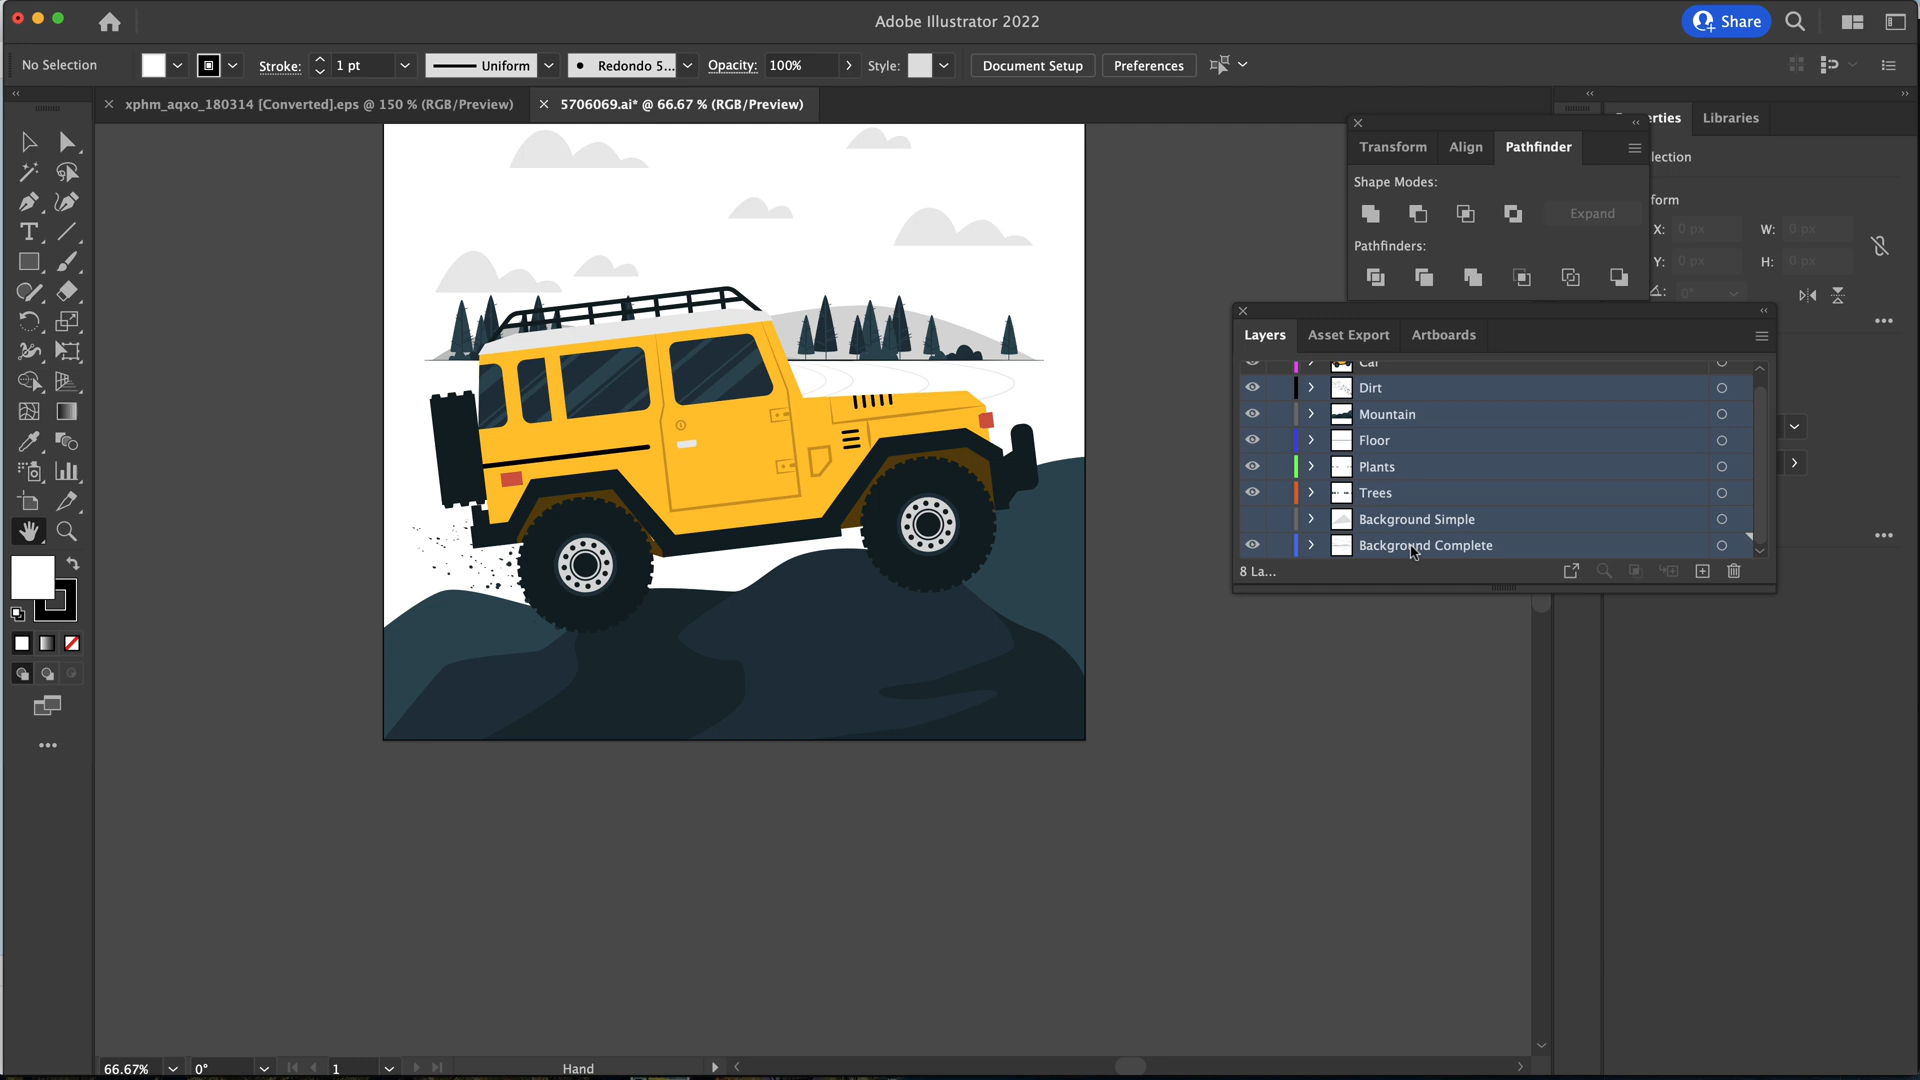 Adobe Illustrator 2022
Share
No Selection
Stroke:
1 pt
Uniform
Redondo 5...
Opacity:
100%
Style:
Document Setup
Preferences
xphm_aqxo_180314 [Converted].eps @ 150 % (RGB/Preview)
5706069.ai* @ 66.67 % (RGB/Preview)
erties
Libraries
Transform
Align
Pathfinder
lection
Shape Modes:
form
Expand
X:
0 px
W:
0 px
Pathfinders:
Y:
0 px
H:
0 px
0°
Layers
Asset Export
Artboards
Car
Dirt
Mountain
Floor
Plants
Trees
Background Simple
Background Complete
8 La...
66.67%
0°
1
Hand